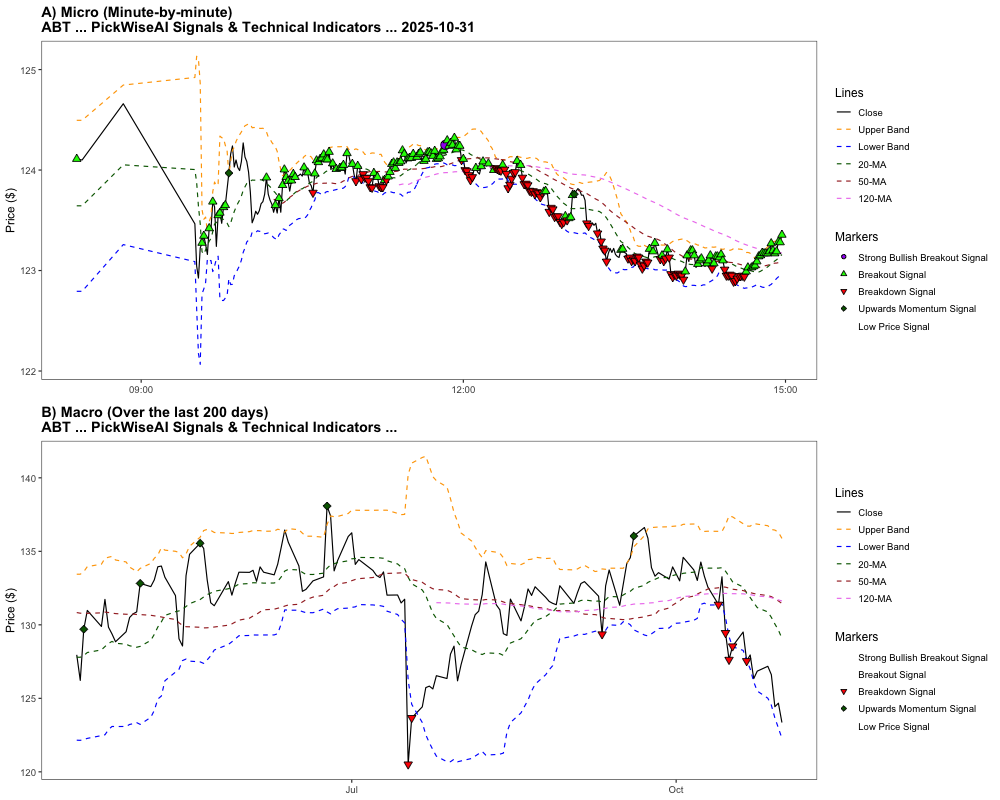 A) Micro (Minute-by-minute)
ABT ... PickWiseAI Signals & Technical Indicators ... 2025-10-31
Price ($)
125
124
123
122
09:00
12:00
15:00
Lines
Close
Upper Band
Lower Band
20-MA
50-MA
120-MA
Markers
Strong Bullish Breakout Signal
Breakout Signal
Breakdown Signal
Upwards Momentum Signal
Low Price Signal
B) Macro (Over the last 200 days)
ABT ... PickWiseAI Signals & Technical Indicators ...
Price ($)
140
135
130
125
120
Jul
Oct
Lines
Close
Upper Band
Lower Band
20-MA
50-MA
120-MA
Markers
Strong Bullish Breakout Signal
Breakout Signal
Breakdown Signal
Upwards Momentum Signal
Low Price Signal